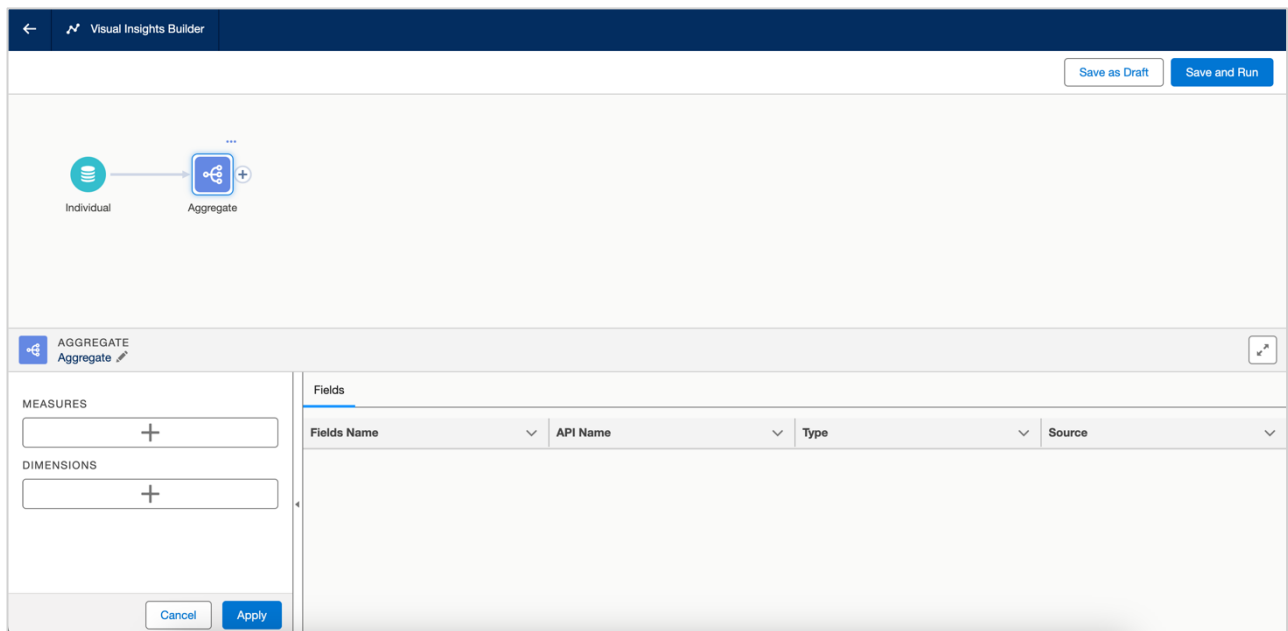 Visual Insights Builder
Save as Draft
Save and Run
Individual
Aggregate
AGGREGATE
Aggregate
MEASURES
DIMENSIONS
Cancel
Apply
Fields
Fields Name
API Name
Type
Source